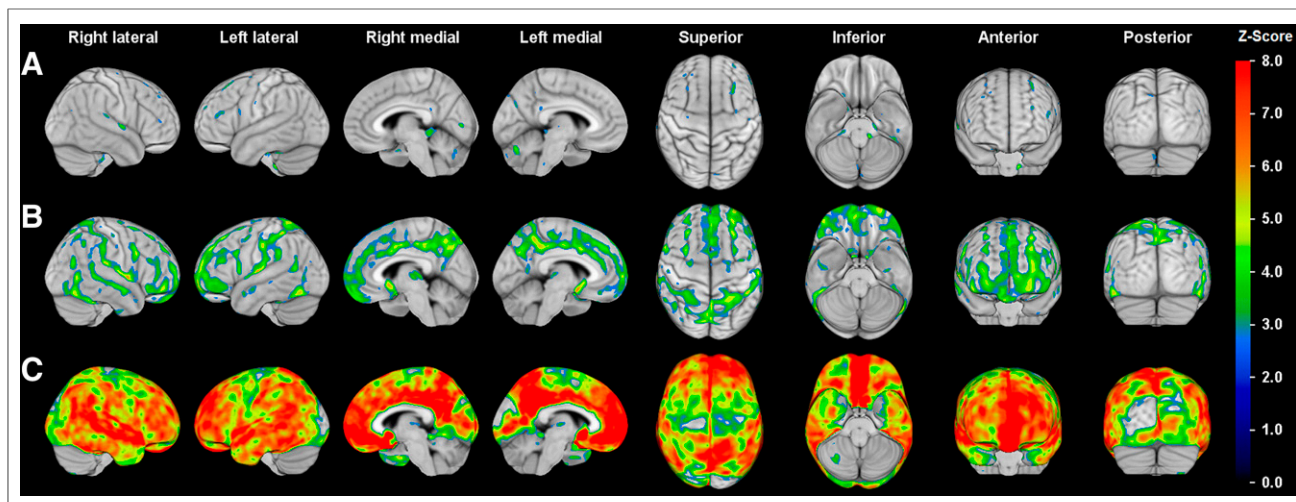 Right lateral Left lateral Right medial Left medial Superior Inferior Anterior Posterior Z-Score
A
8.0
7.0
6.0
5.0
B
4.0
3.0
2.0
C
1.0
0.0